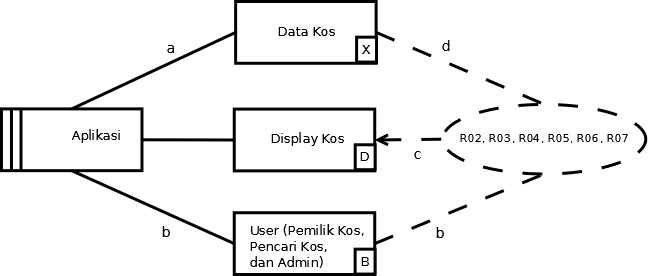 Data Kos
X
a
d
Aplikasi
Display Kos
D
R02, R03, R04, R05, R06, R07
c
b
User (Pemilik Kos,
Pencari Kos,
dan Admin)
B
b